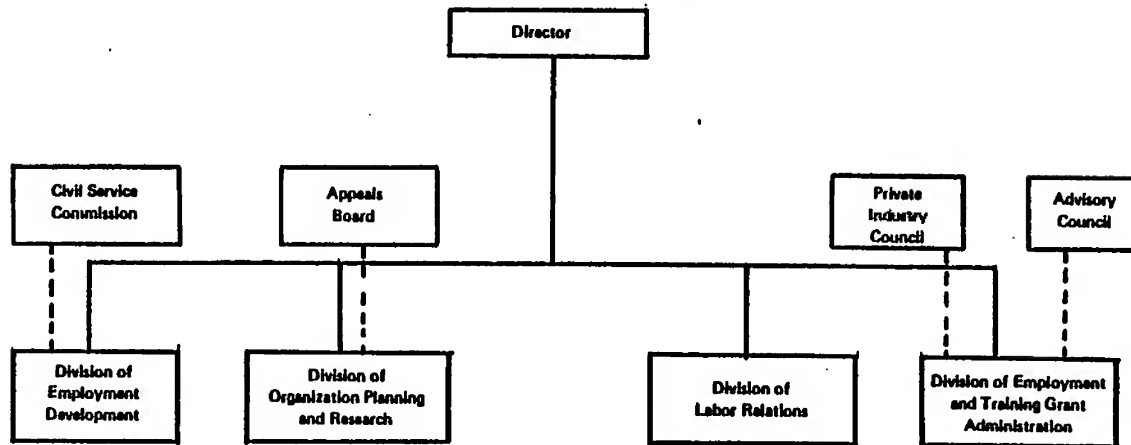 Director
Civil Service
Commission
Appeals
Board
Private
Industry
Council
Advisory
Council
Division of
Employment
Development
Division of
Organization Planning
and Research
Division of
Labor Relations
Division of Employment
and Training Grant
Administration